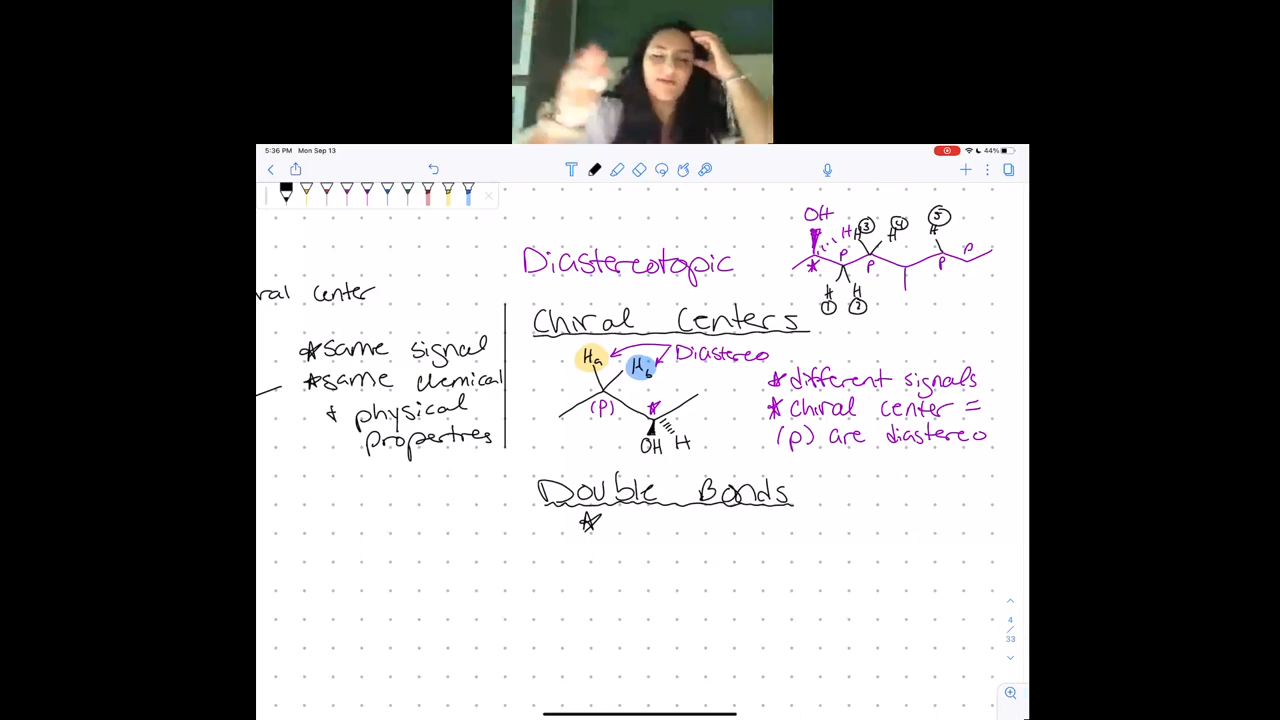 5:36 PM Mon Sep 13
44%
T
OH
H
H 3
H 4
H 5
Diastereotopic
*
P
P
P
P
H
H
1
2
ral center
Chiral Centers
*same signal
*same chemical
+ physical
properties
Ha
Hb
Diastereo
(P)
*
OH
H
*different signals
*chiral center =
(p) are diastereo
Double Bonds
*
4
/
33